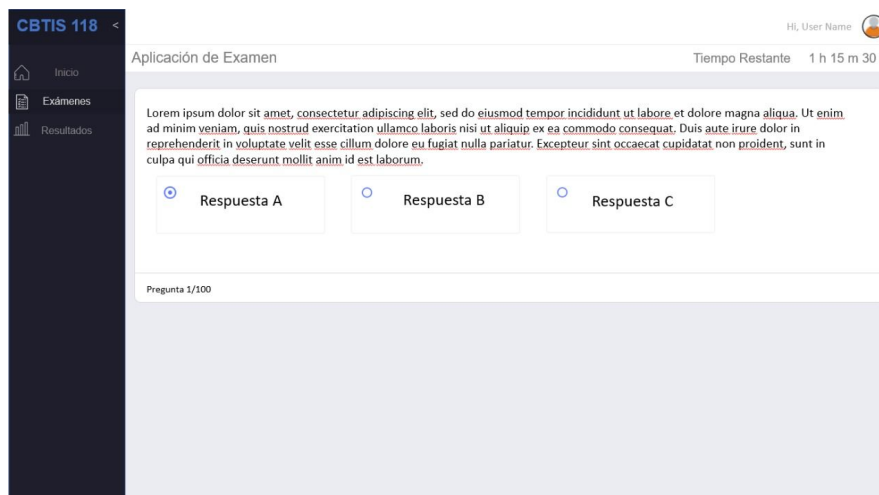 CBTIS 118 <
Hi, User Name
Aplicación de Examen
Tiempo Restante 1 h 15 m 30
Inicio
Exámenes
Resultados
Lorem ipsum dolor sit amet, consectetur adipiscing elit, sed do eiusmod tempor incididunt ut labore et dolore magna aliqua. Ut enim
ad minim veniam, quis nostrud exercitation ullamco laboris nisi ut aliquip ex ea commodo consequat. Duis aute irure dolor in
reprehenderit in voluptate velit esse cillum dolore eu fugiat nulla pariatur. Excepteur sint occaecat cupidatat non proident, sunt in
culpa qui officia deserunt mollit anim id est laborum.
Respuesta A
Respuesta B
Respuesta C
Pregunta 1/100